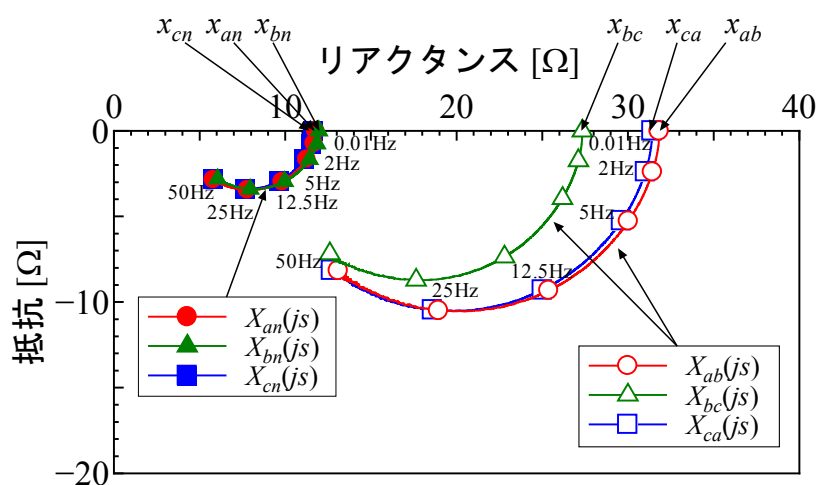 x_cn x_an x_bn x_bc x_ca x_ab
リアクタンス [Ω]
0 10 20 30 40
0
0.01Hz 0.01Hz
2Hz 2Hz
5Hz
50Hz 25Hz 12.5Hz
5Hz
50Hz 12.5Hz
25Hz
抵抗 [Ω]
−10
X_an(js)
X_bn(js)
X_cn(js)
X_ab(js)
X_bc(js)
X_ca(js)
−20